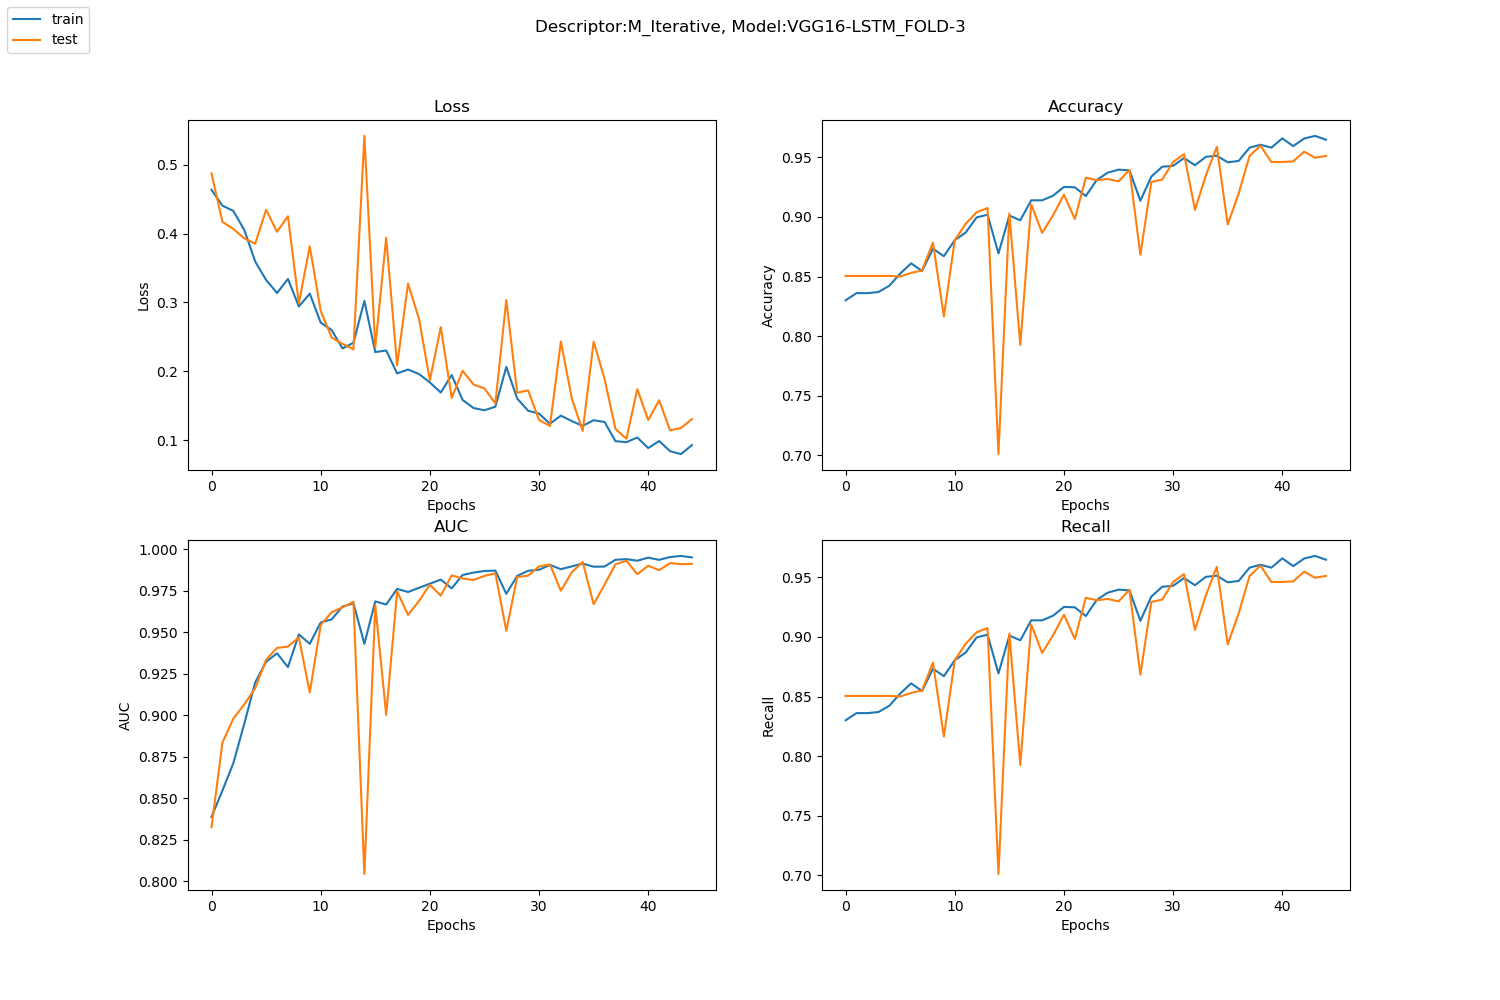 train
test
Descriptor:M_Iterative, Model:VGG16-LSTM_FOLD-3
Loss
Loss
0.5
0.4
0.3
0.2
0.1
0 10 20 30 40
Epochs
Accuracy
Accuracy
0.95
0.90
0.85
0.80
0.75
0.70
0 10 20 30 40
Epochs
AUC
AUC
1.000
0.975
0.950
0.925
0.900
0.875
0.850
0.825
0.800
0 10 20 30 40
Epochs
Recall
Recall
0.95
0.90
0.85
0.80
0.75
0.70
0 10 20 30 40
Epochs